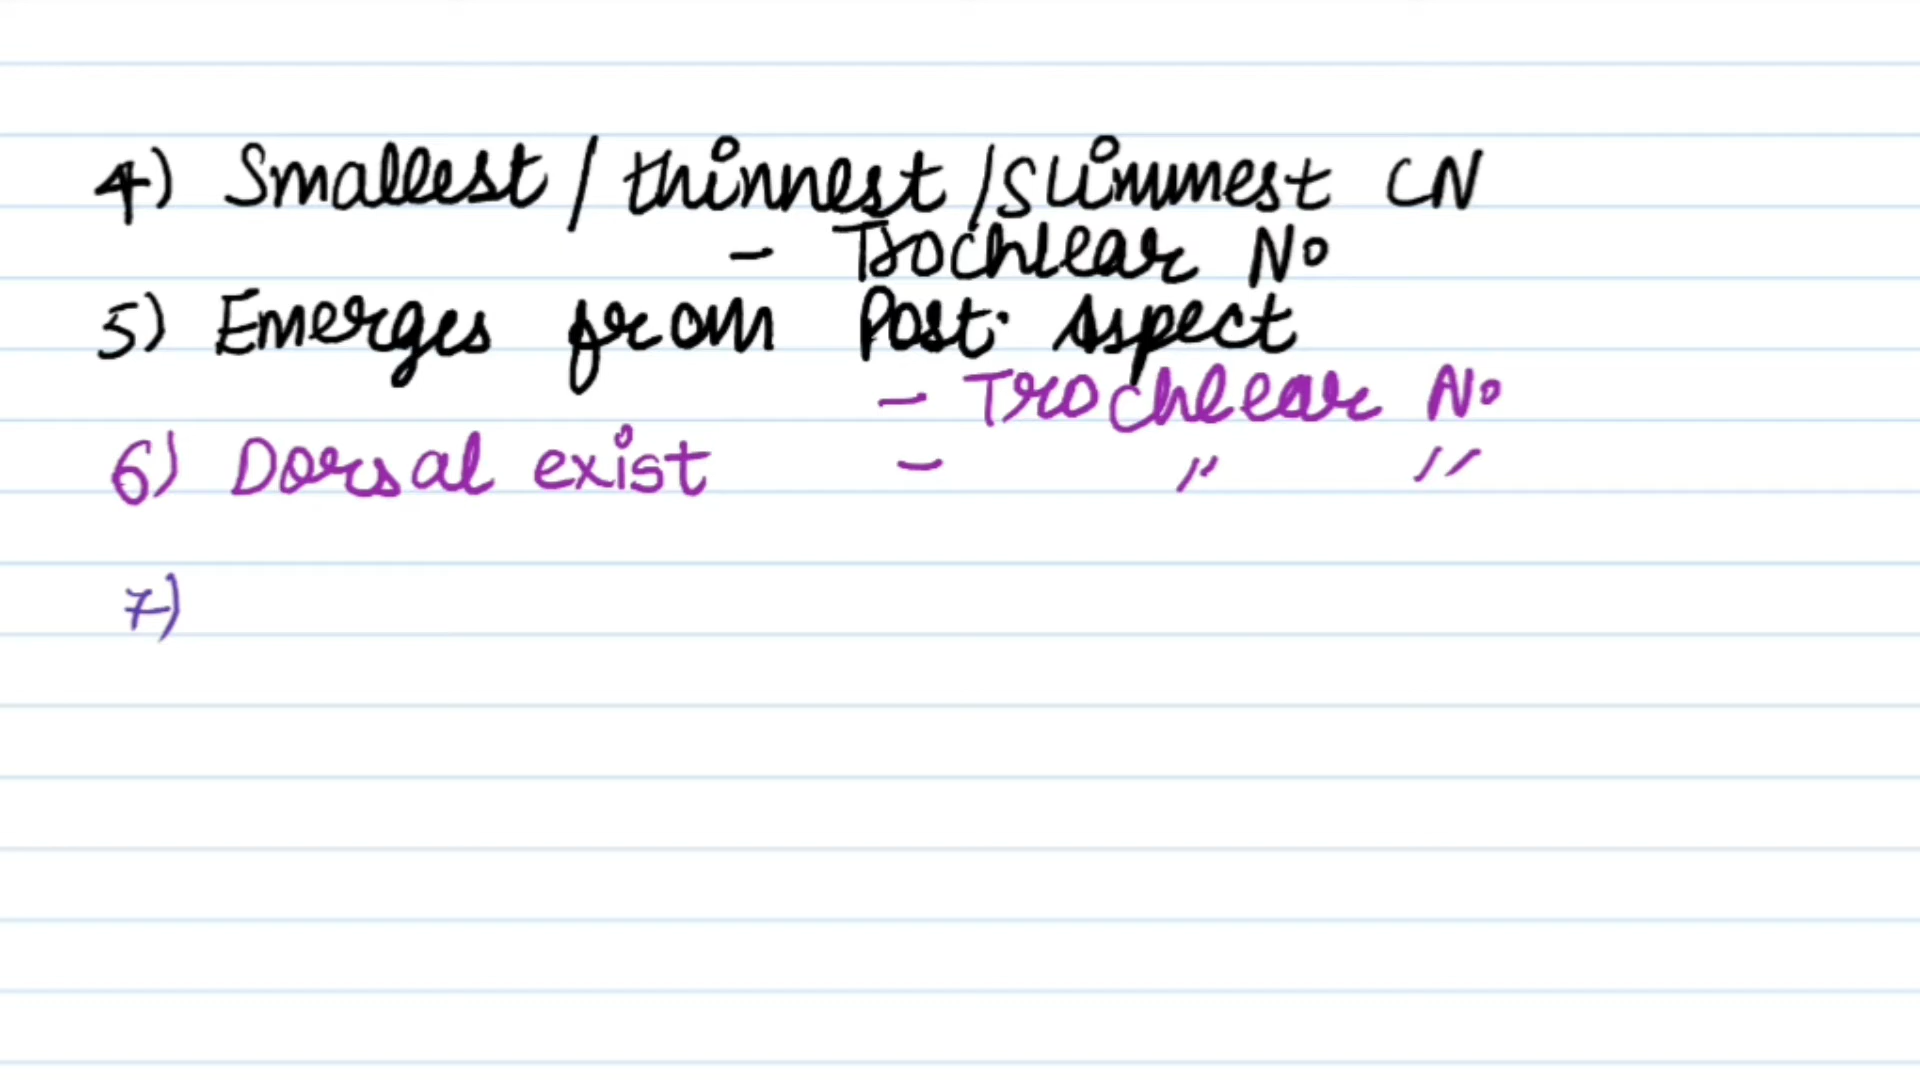 4) Smallest / thinnest / slimmest CN
- Trochlear N.
5) Emerges from Post. Aspect
- Trochlear N.
6) Dorsal exist - " "
7)